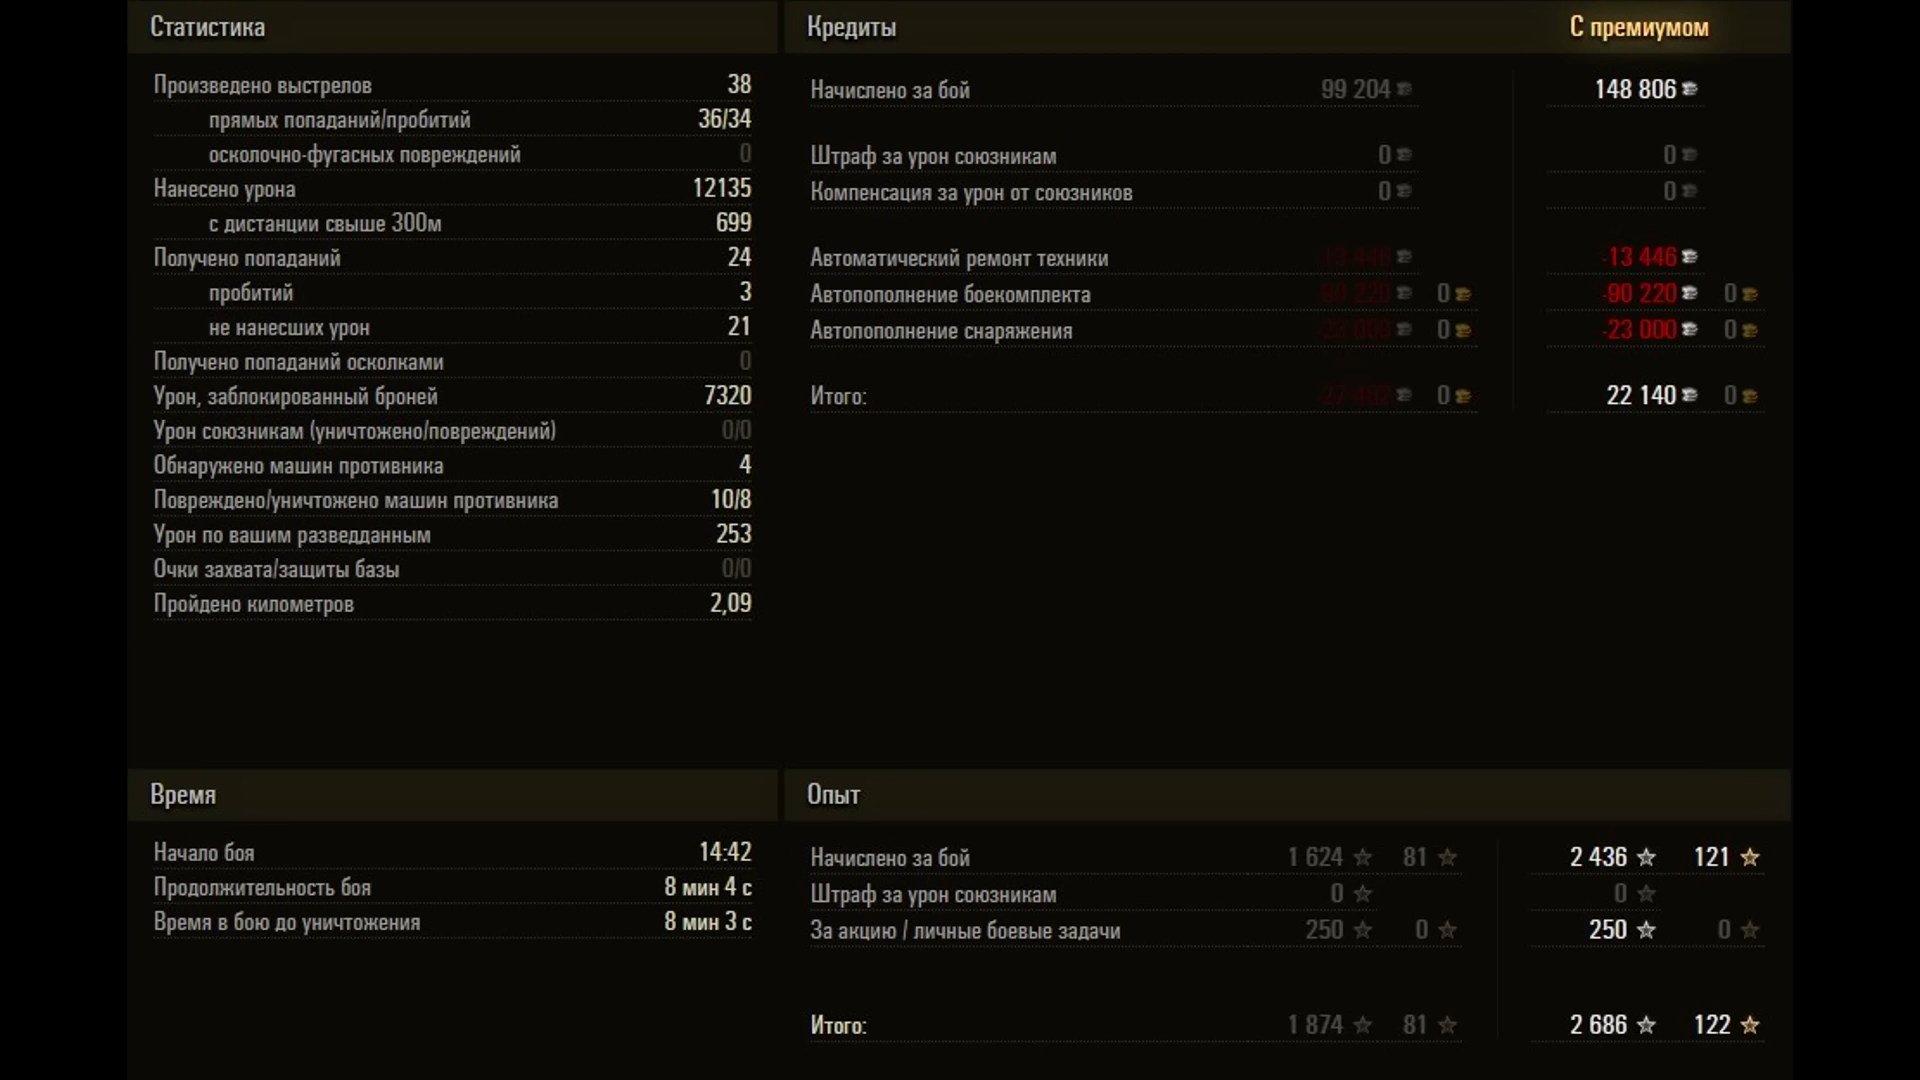 Статистика
Произведено выстрелов 38
прямых попаданий/пробитий 36/34
осколочно-фугасных повреждений 0
Нанесено урона 12135
с дистанции свыше 300м 699
Получено попаданий 24
пробитий 3
не нанесших урон 21
Получено попаданий осколками 0
Урон, заблокированный броней 7320
Урон союзникам (уничтожено/повреждений) 0/0
Обнаружено машин противника 4
Повреждено/уничтожено машин противника 10/8
Урон по вашим разведданным 253
Очки захвата/защиты базы 0/0
Пройдено километров 2,09
Кредиты С премиумом
Начислено за бой 99 204 148 806
Штраф за урон союзникам 0 0
Компенсация за урон от союзников 0 0
Автоматический ремонт техники -13 446 -13 446
Автопополнение боекомплекта -90 220 0 -90 220 0
Автопополнение снаряжения -23 000 0 -23 000 0
Итого: -27 462 0 22 140 0
Время
Начало боя 14:42
Продолжительность боя 8 мин 4 с
Время в бою до уничтожения 8 мин 3 с
Опыт
Начислено за бой 1 624 81 2 436 121
Штраф за урон союзникам 0 0
За акцию / личные боевые задачи 250 0 250 0
Итого: 1 874 81 2 686 122